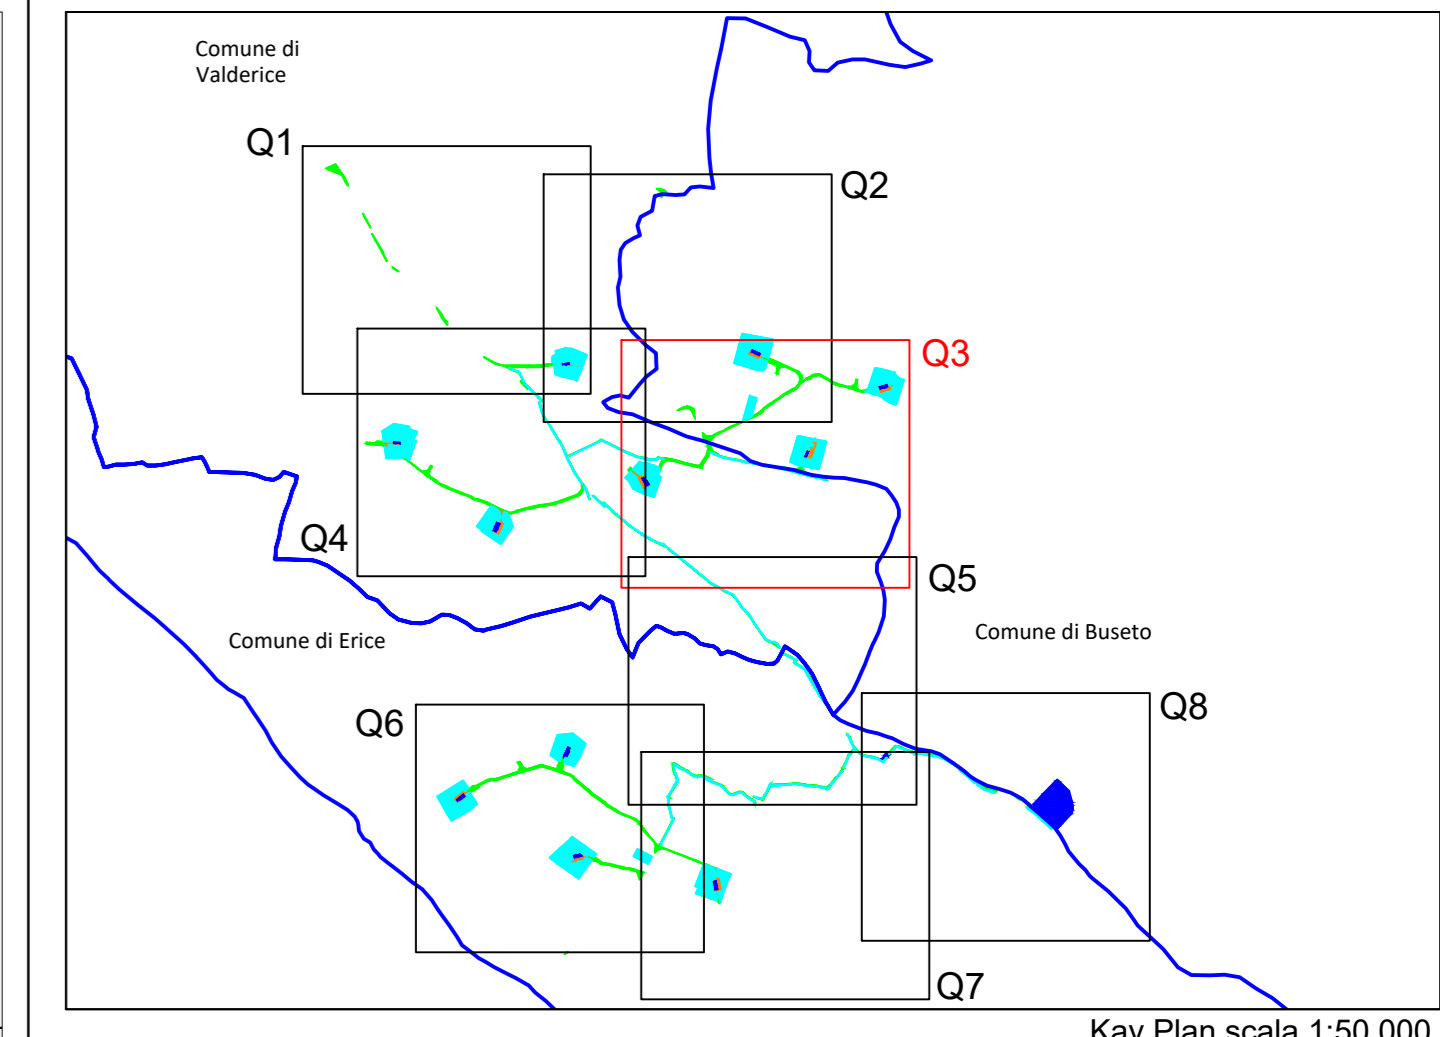 Comune di
Valderice
Q1
Q2
Q3
Q4
Q5
Comune di Erice
Comune di Buseto
Q6
Q8
Q7
Kay Plan scala 1:50.000